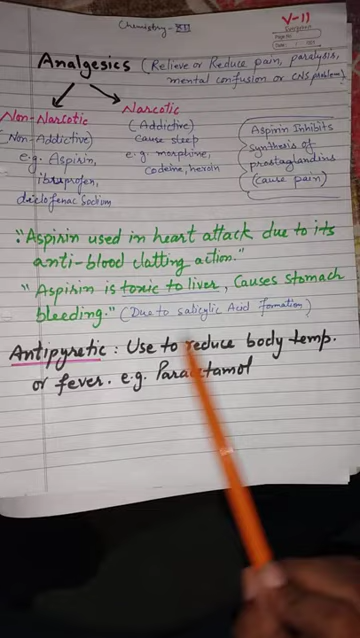 Chemistry-XII
V-11
Analgesics (Relieve or Reduce pain, paralysis,
mental confusion or CNS problem)
Non-Narcotic
(Non-Addictive)
e.g: Aspirin,
ibuprofen,
diclofenac Sodium
Narcotic
(Addictive)
Cause sleep
e.g-morphine,
Codeine, heroin
Aspirin Inhibits
synthesis of
prostaglandins
(cause pain)
"Aspirin used in heart attack due to its
anti-blood clatting action."
"Aspirin is toxic to liver, Causes stomach
bleeding." (Due to salicylic Acid formation)
Antipyretic: Use to reduce body temp.
or fever. e.g. Paracetamol